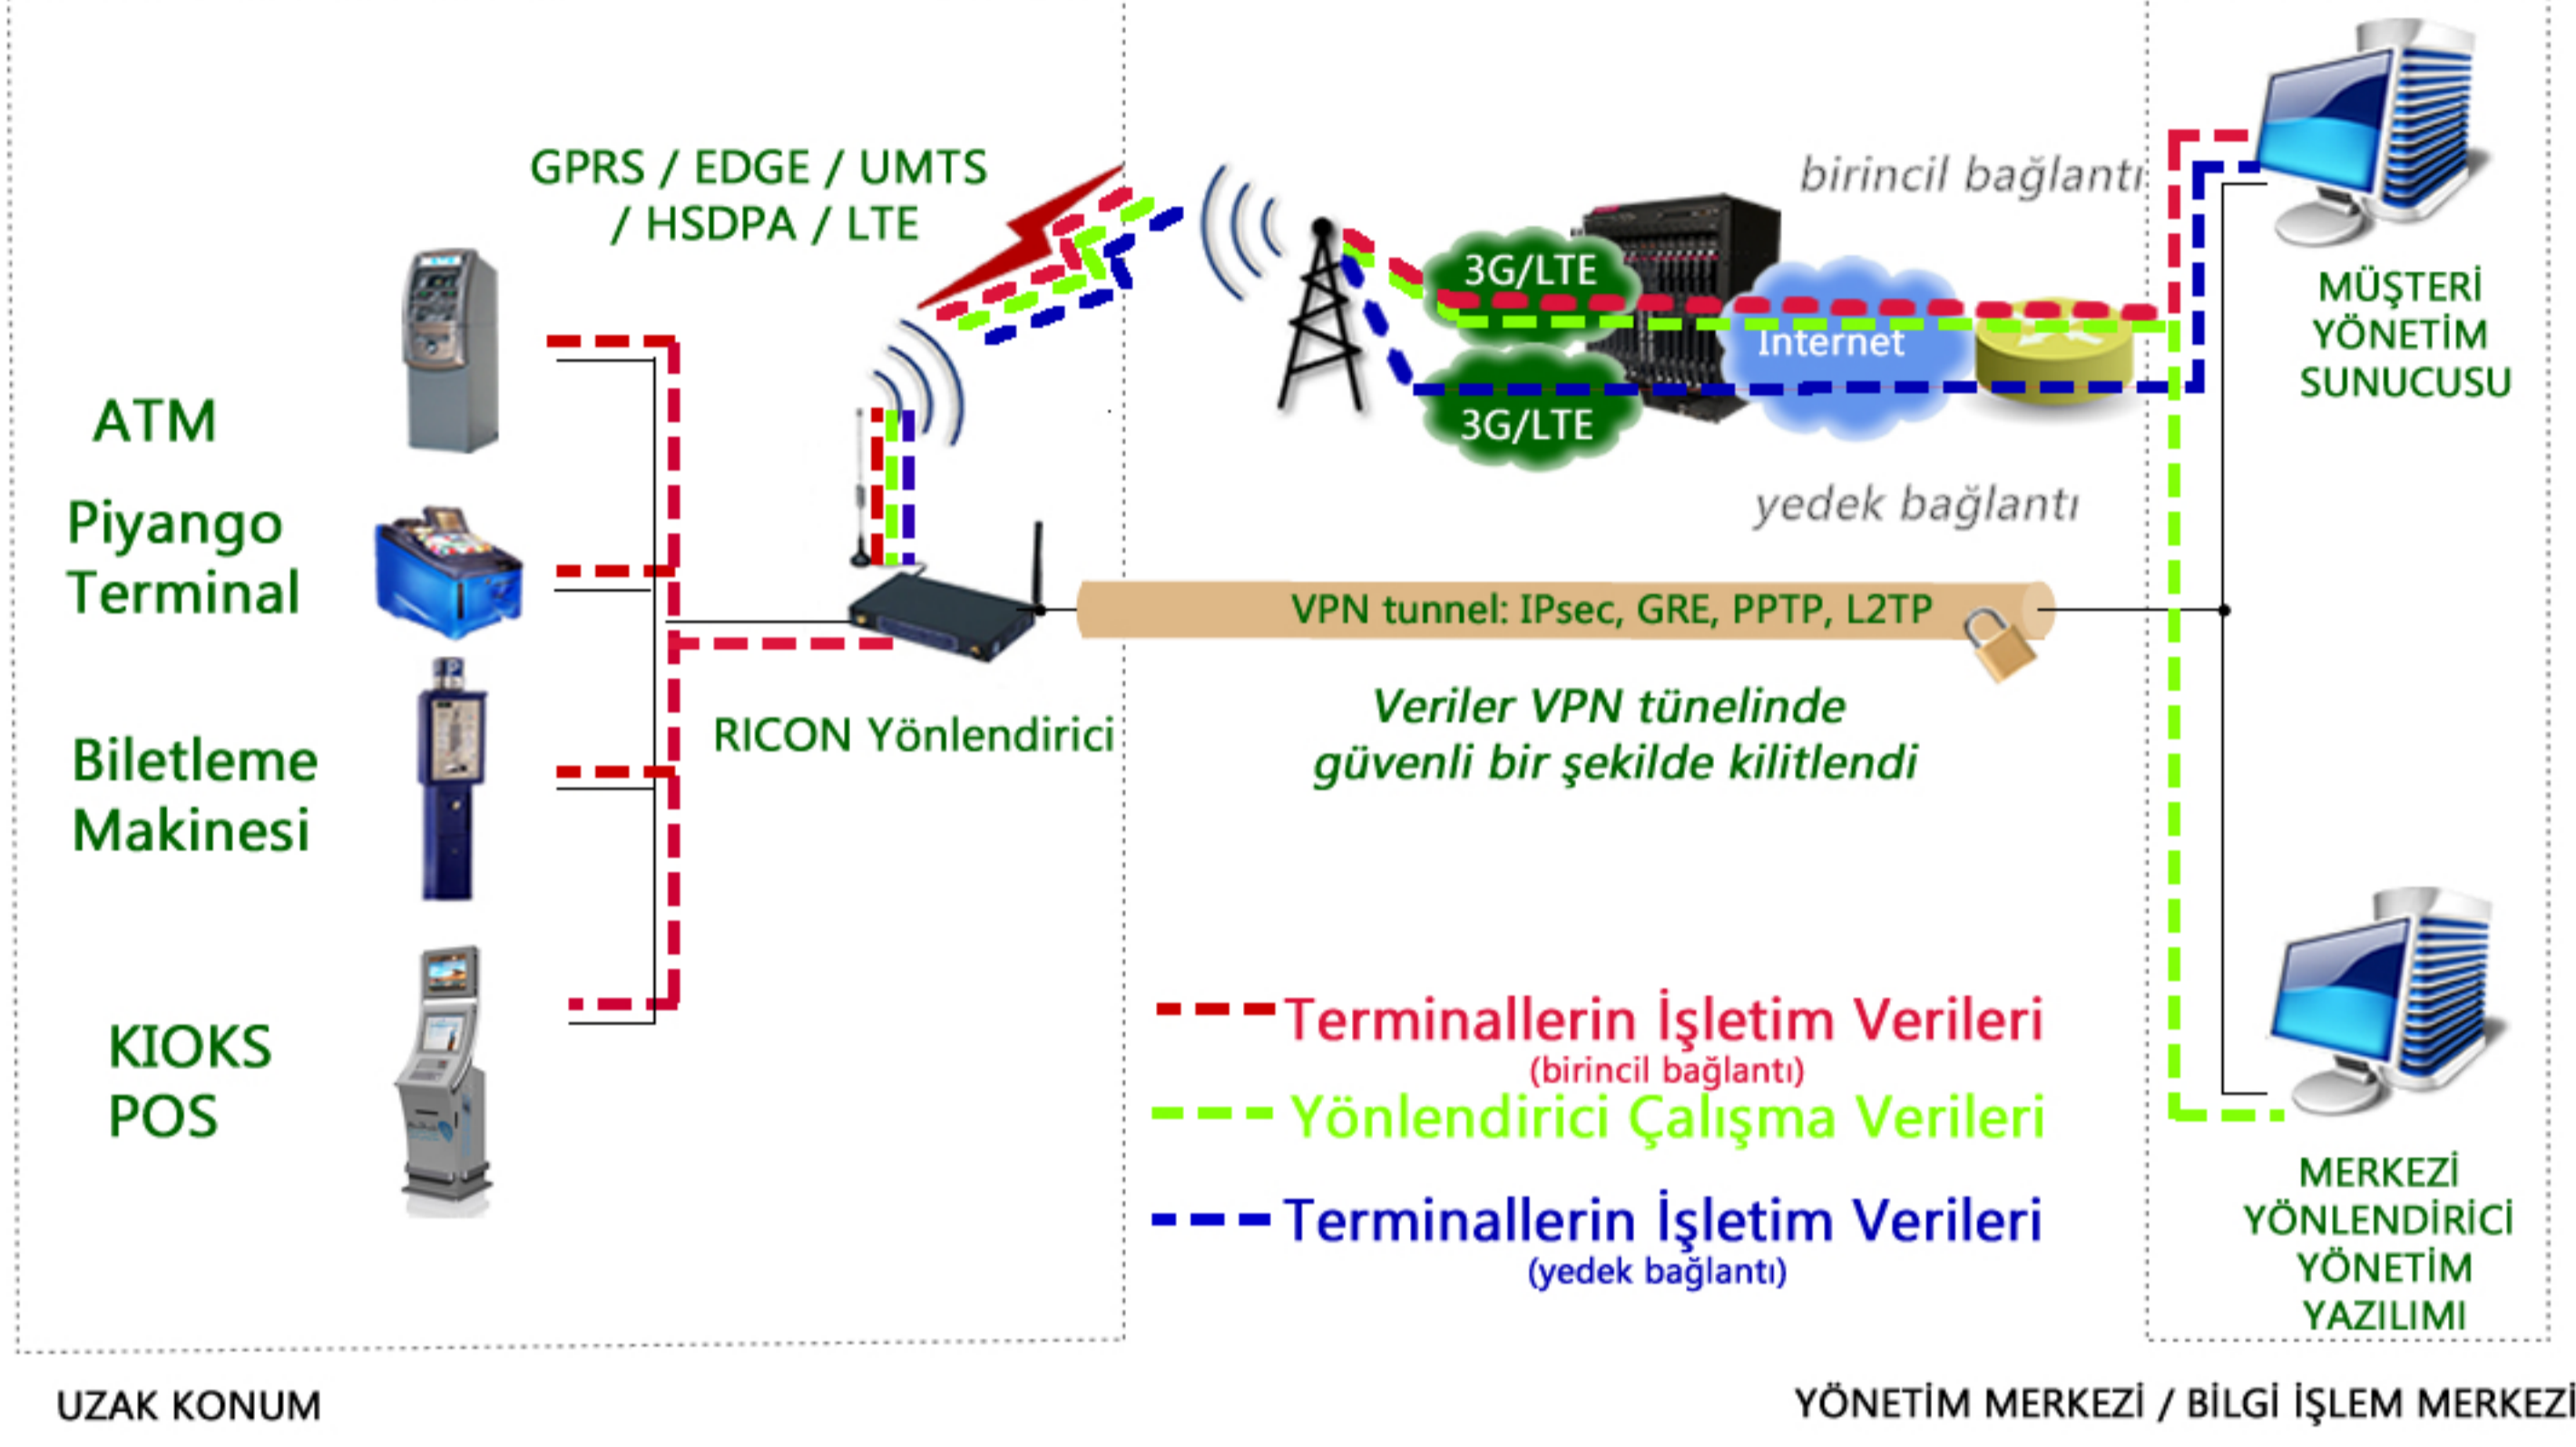 GPRS / EDGE / UMTS
/ HSDPA / LTE
birincil bağlantı
3G/LTE
Internet
3G/LTE
yedek bağlantı
MÜŞTERİ
YÖNETİM
SUNUCUSU
ATM
Piyango
Terminal
Biletleme
Makinesi
KIOKS
POS
RICON Yönlendirici
VPN tunnel: IPsec, GRE, PPTP, L2TP
Veriler VPN tünelinde
güvenli bir şekilde kilitlendi
Terminallerin İşletim Verileri
(birincil bağlantı)
Yönlendirici Çalışma Verileri
Terminallerin İşletim Verileri
(yedek bağlantı)
MERKEZİ
YÖNLENDİRİCİ
YÖNETİM
YAZILIMI
UZAK KONUM
YÖNETİM MERKEZİ / BİLGİ İŞLEM MERKEZİ